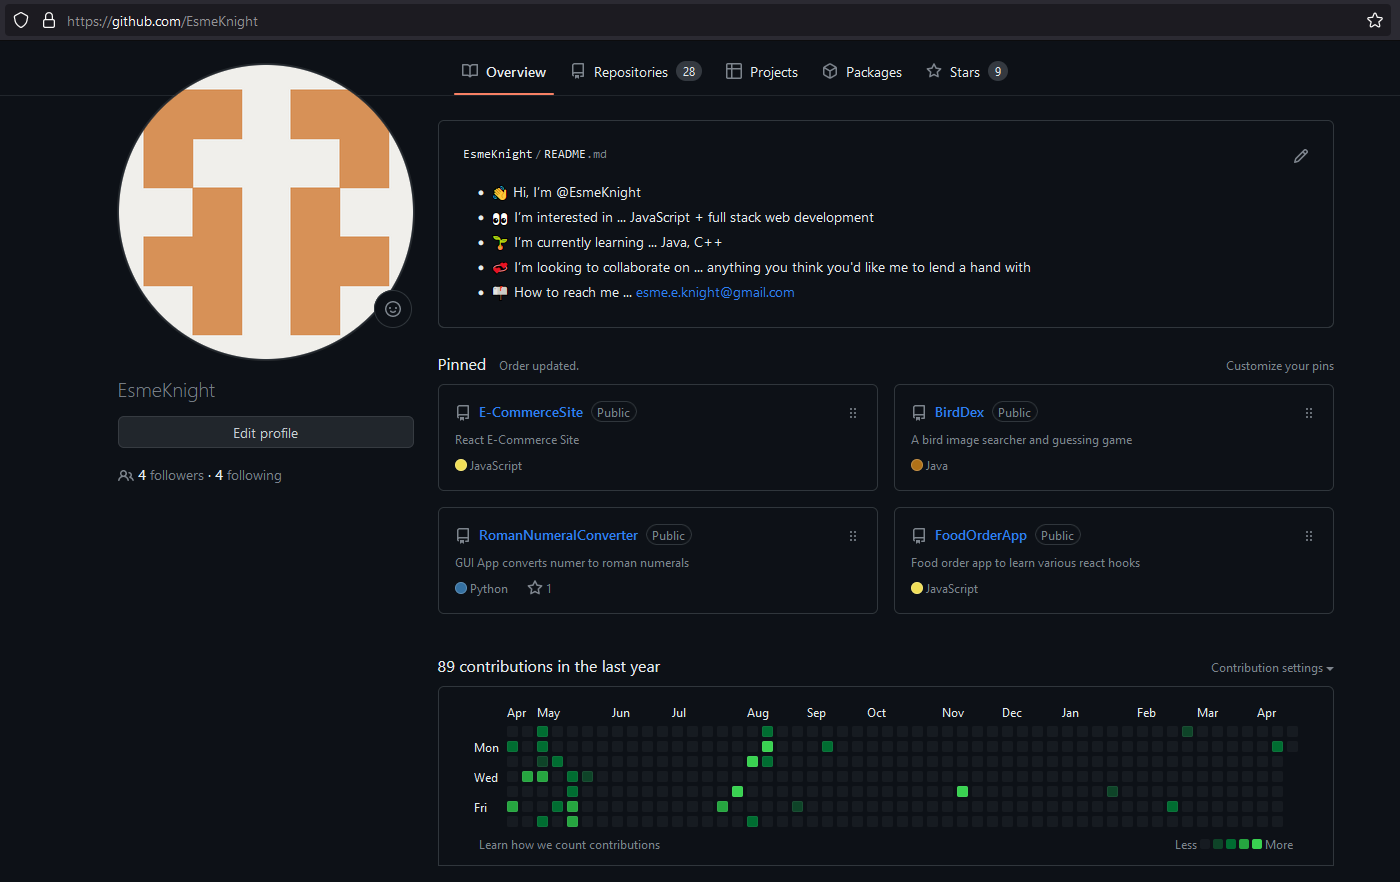 https://github.com/EsmeKnight
Overview
Repositories 28
Projects
Packages
Stars 9
EsmeKnight/README.md
👋 Hi, I'm @EsmeKnight
👀 I'm interested in ... JavaScript + full stack web development
🌱 I'm currently learning ... Java, C++
💞️ I'm looking to collaborate on ... anything you think you'd like me to lend a hand with
📫 How to reach me ... esme.e.knight@gmail.com
EsmeKnight
Edit profile
4 followers · 4 following
Pinned Order updated.
Customize your pins
E-CommerceSite Public
React E-Commerce Site
JavaScript
BirdDex Public
A bird image searcher and guessing game
Java
RomanNumeralConverter Public
GUI App converts numer to roman numerals
Python 1
FoodOrderApp Public
Food order app to learn various react hooks
JavaScript
89 contributions in the last year
Contribution settings
Apr May Jun Jul Aug Sep Oct Nov Dec Jan Feb Mar Apr
Mon
Wed
Fri
Learn how we count contributions
Less More